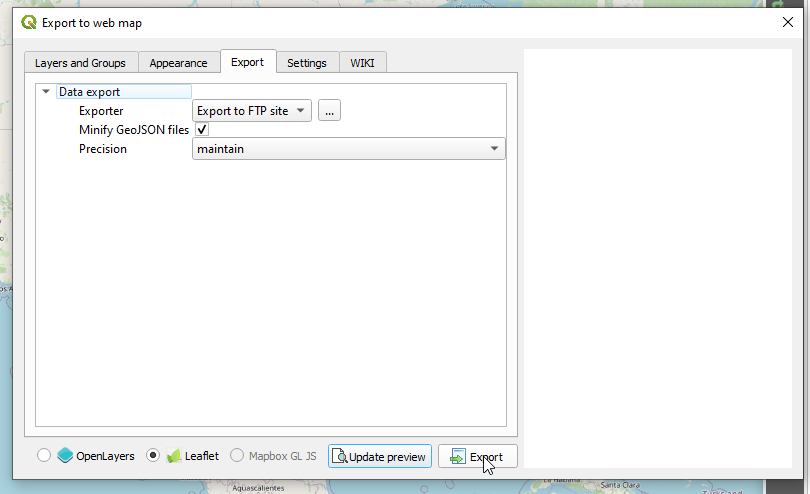 Export to web map
Layers and Groups Appearance Export Settings WIKI
Data export
Exporter Export to FTP site ...
Minify GeoJSON files
Precision maintain
OpenLayers Leaflet Mapbox GL JS Update preview Export
Aguascalientes
Santa Clara